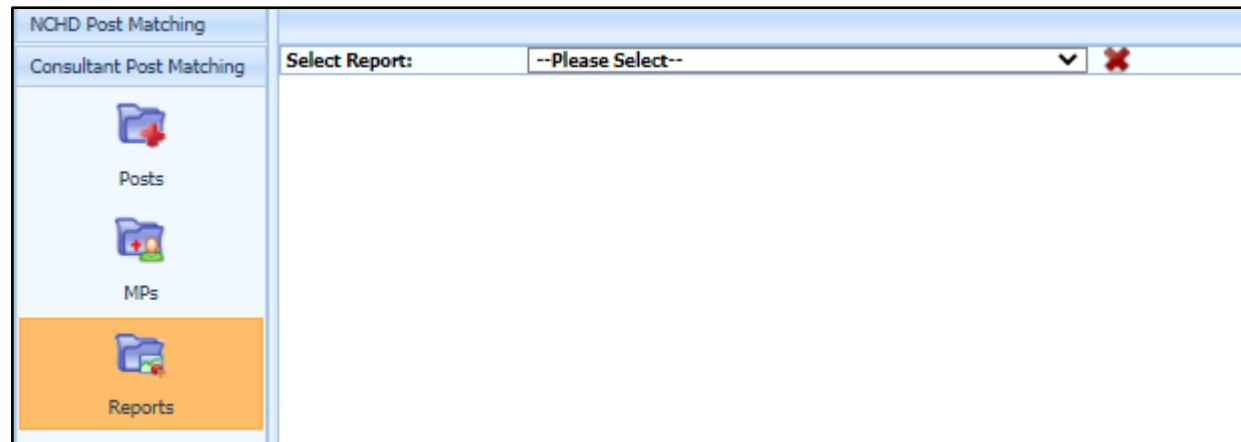 NCHD Post Matching
Consultant Post Matching
Posts
MPs
Reports
Select Report: --Please Select--